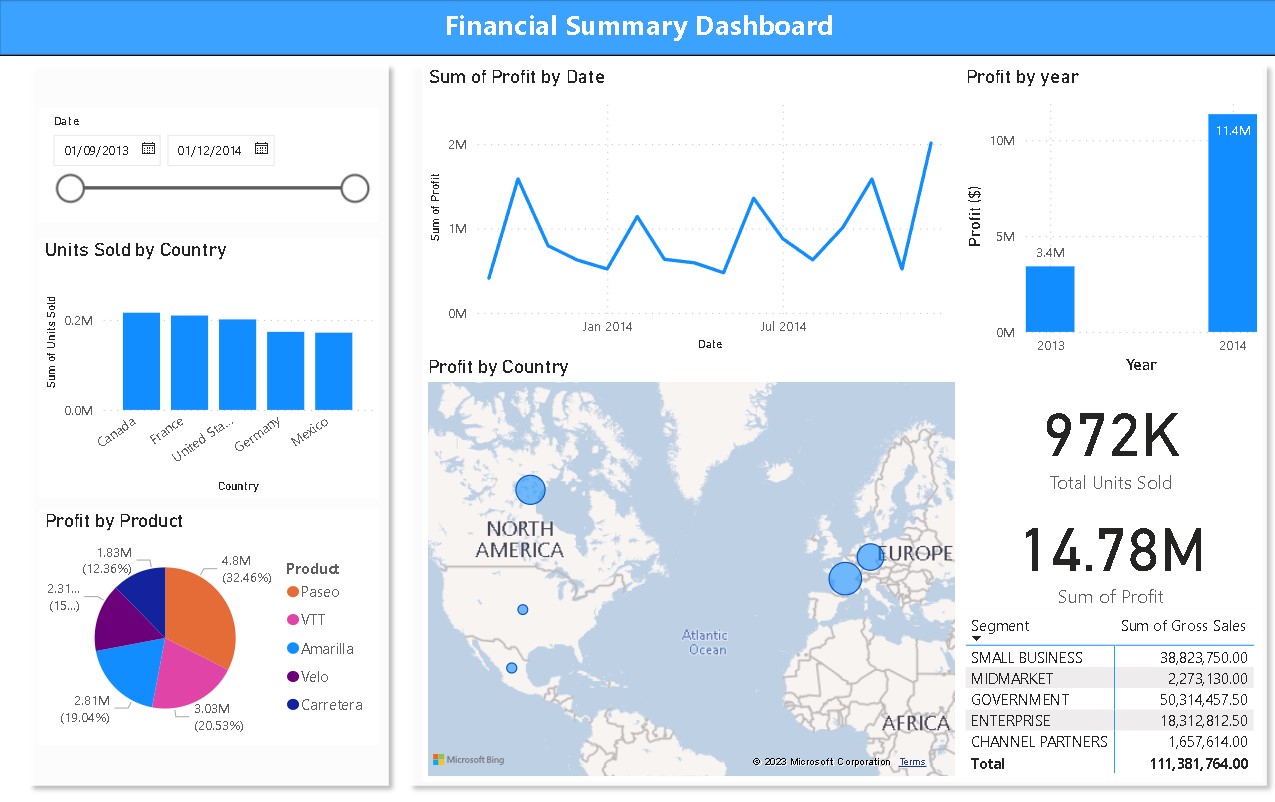 Financial Summary Dashboard
Date
01/09/2013
01/12/2014
Units Sold by Country
Sum of Units Sold
0.2M
0.0M
Canada
France
United Sta...
Germany
Mexico
Country
Profit by Product
1.83M
(12.36%)
2.31...
(15...)
2.81M
(19.04%)
3.03M
(20.53%)
4.8M
(32.46%)
Product
Paseo
VTT
Amarilla
Velo
Carretera
Sum of Profit by Date
Sum of Profit
2M
1M
0M
Jan 2014
Jul 2014
Date
Profit by Country
NORTH
AMERICA
EUROPE
Atlantic
Ocean
AFRICA
Microsoft Bing
© 2023 Microsoft Corporation Terms
Profit by year
Profit ($)
10M
5M
0M
3.4M
11.4M
2013
2014
Year
972K
Total Units Sold
14.78M
Sum of Profit
Segment Sum of Gross Sales
SMALL BUSINESS 38,823,750.00
MIDMARKET 2,273,130.00
GOVERNMENT 50,314,457.50
ENTERPRISE 18,312,812.50
CHANNEL PARTNERS 1,657,614.00
Total 111,381,764.00